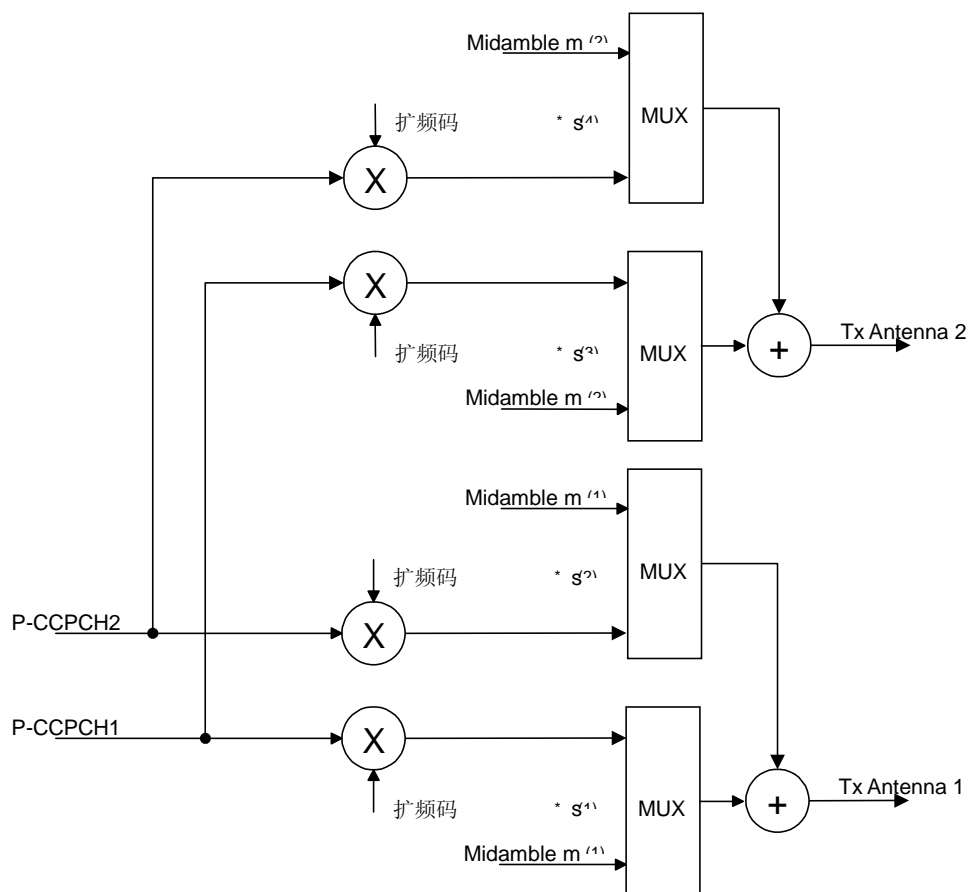 Midamble m (2)
扩频码 * s(4)
MUX
X
X
扩频码 * s(3)
MUX
+
Tx Antenna 2
Midamble m (2)
Midamble m (1)
扩频码 * s(2)
MUX
P-CCPCH2
X
P-CCPCH1
X
扩频码 * s(1)
MUX
+
Tx Antenna 1
Midamble m (1)